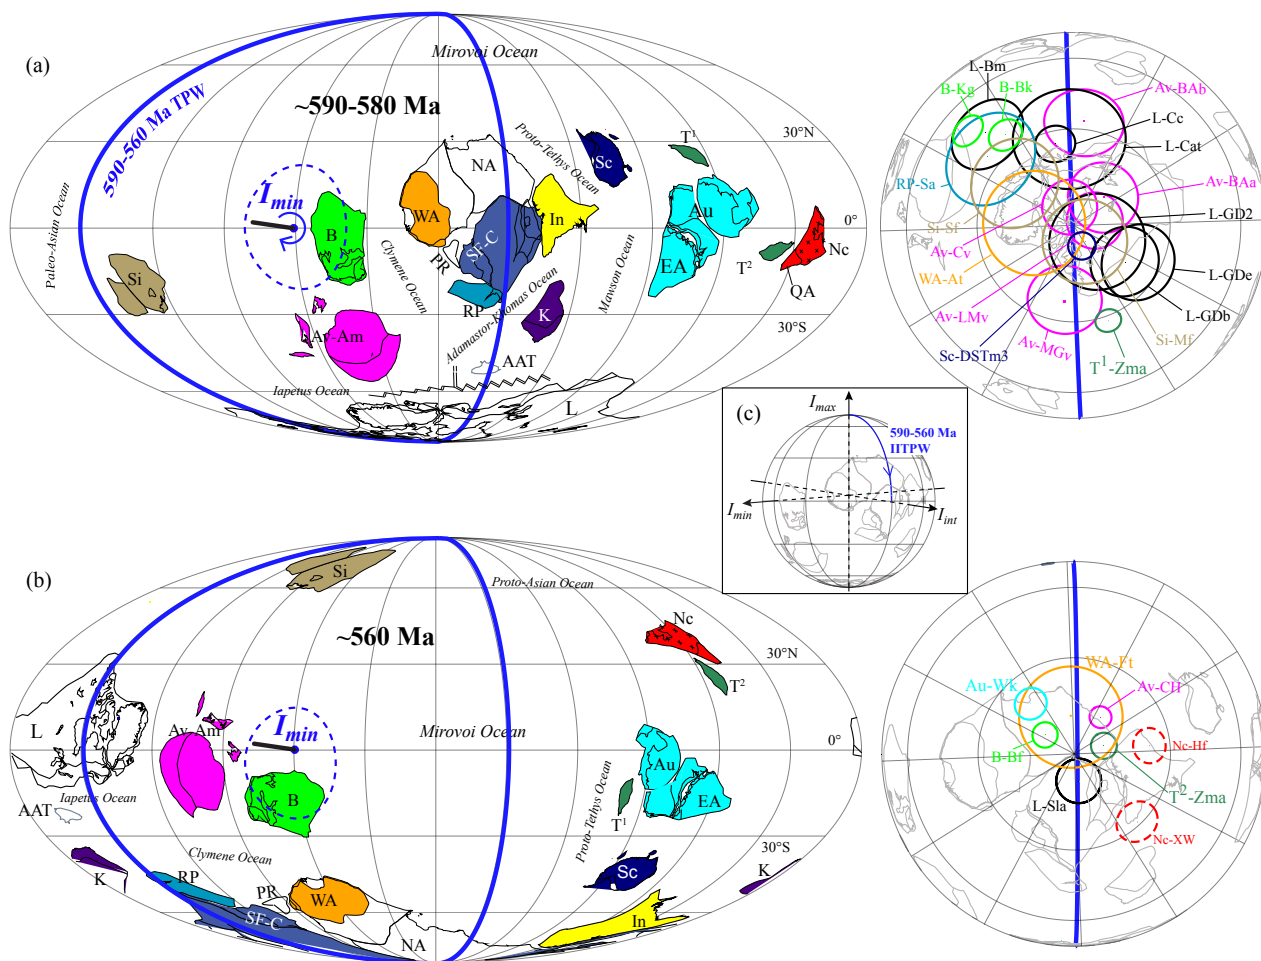 (a)
Mirovoi Ocean
590-560 Ma TPW
~590-580 Ma
30°N
Proto-Tethys Ocean
Sc
T¹
NA
WA
In
Au
I min
B
0°
Paleo-Asian Ocean
PR
SF-C
Clymene Ocean
Mawson Ocean
EA
T²
Nc
QA
Si
RP
K
30°S
Av-Am
Adamastor-Khomas Ocean
AAT
Iapetus Ocean
L
L-Bm
B-Kg
B-Bk
Av-BAb
L-Cc
L-Cat
RP-Sa
Av-BAa
Si-Sf
L-GD2
Av-Cv
WA-At
L-GDe
Av-LMv
L-GDb
Sc-DSTm3
Av-MGv
Si-Mf
T¹-Zma
(c)
I max
590-560 Ma
IITPW
I min
I int
(b)
Si
Proto-Asian Ocean
~560 Ma
Nc
30°N
T²
L
Av-Am
I min
Mirovoi Ocean
0°
Au
B
EA
Iapetus Ocean
AAT
T¹
Proto-Tethys Ocean
Clymene Ocean
30°S
K
RP
PR
WA
Sc
K
SF-C
NA
In
WA-Ft
Au-Wk
Av-CH
B-Bf
Nc-Hf
L-Sla
T²-Zma
Nc-XW